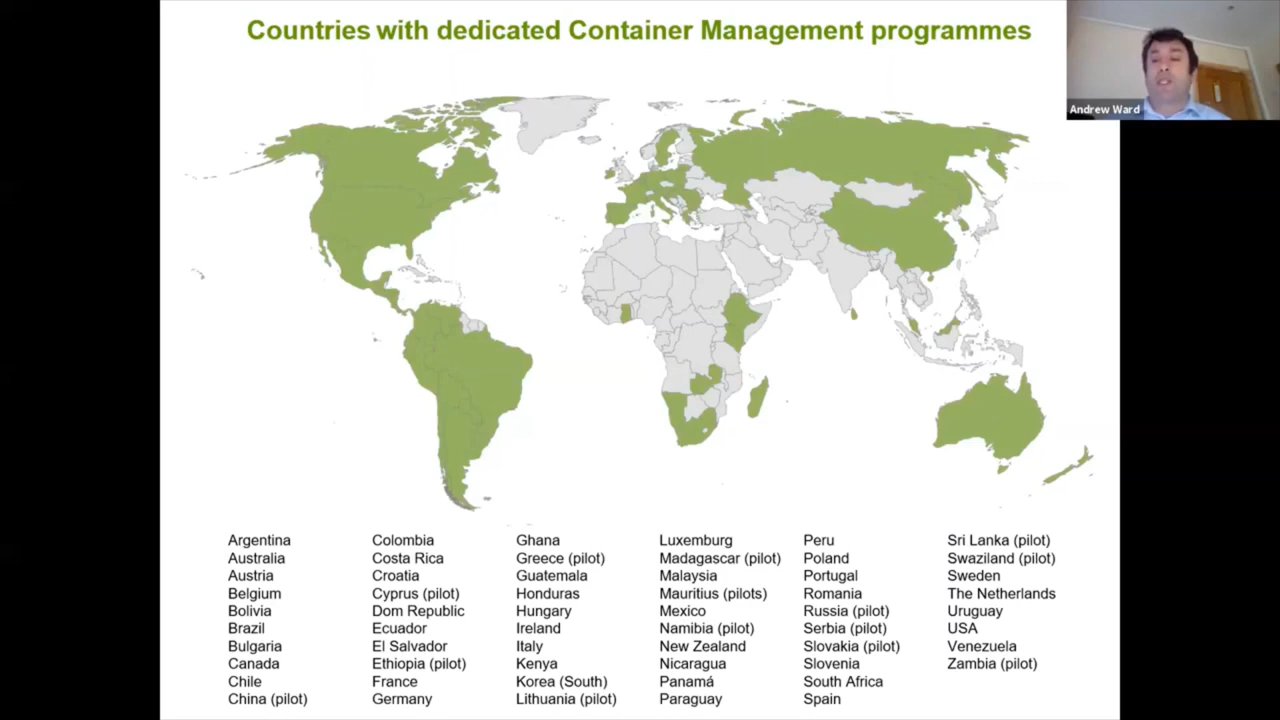 Countries with dedicated Container Management programmes
Andrew Ward
Argentina
Australia
Austria
Belgium
Bolivia
Brazil
Bulgaria
Canada
Chile
China (pilot)
Colombia
Costa Rica
Croatia
Cyprus (pilot)
Dom Republic
Ecuador
El Salvador
Ethiopia (pilot)
France
Germany
Ghana
Greece (pilot)
Guatemala
Honduras
Hungary
Ireland
Italy
Kenya
Korea (South)
Lithuania (pilot)
Luxemburg
Madagascar (pilot)
Malaysia
Mauritius (pilots)
Mexico
Namibia (pilot)
New Zealand
Nicaragua
Panamá
Paraguay
Peru
Poland
Portugal
Romania
Russia (pilot)
Serbia (pilot)
Slovakia (pilot)
Slovenia
South Africa
Spain
Sri Lanka (pilot)
Swaziland (pilot)
Sweden
The Netherlands
Uruguay
USA
Venezuela
Zambia (pilot)